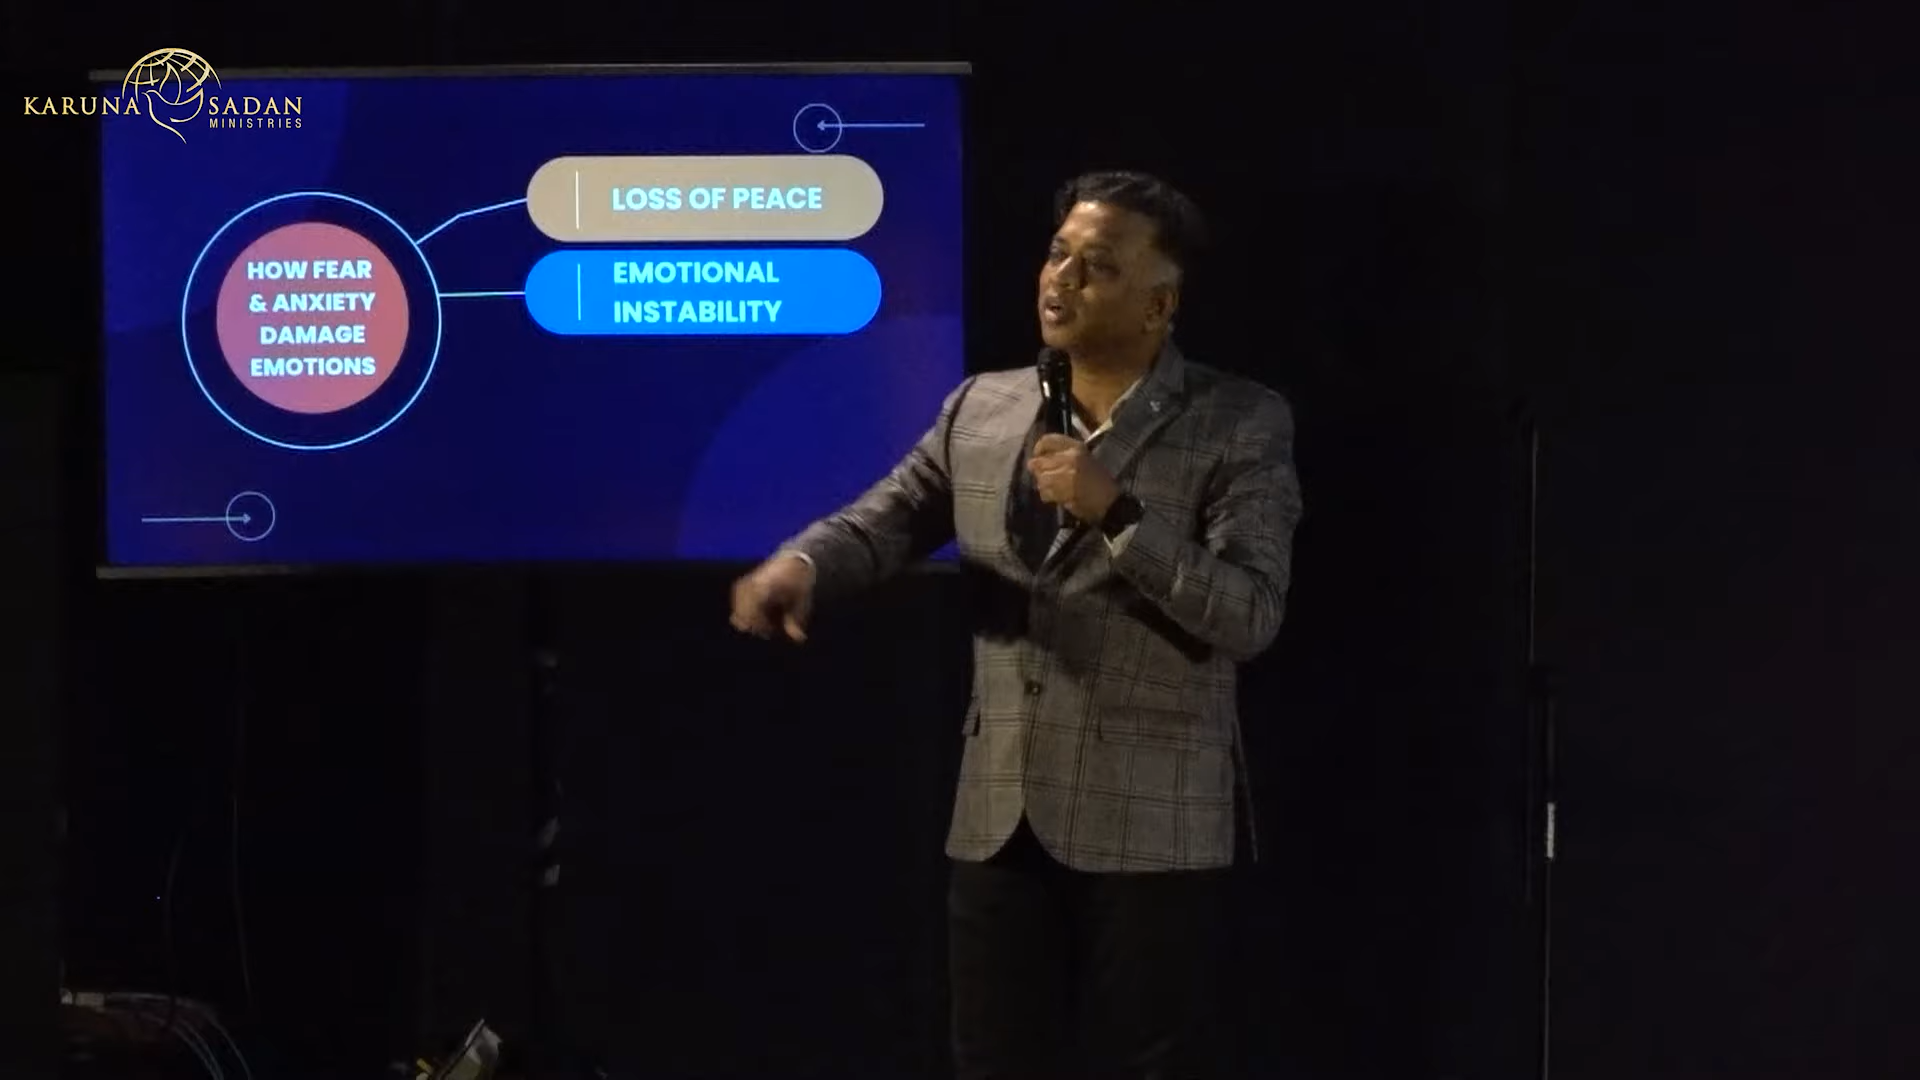 KARUNA SADAN
MINISTRIES
LOSS OF PEACE
EMOTIONAL
INSTABILITY
HOW FEAR
& ANXIETY
DAMAGE
EMOTIONS